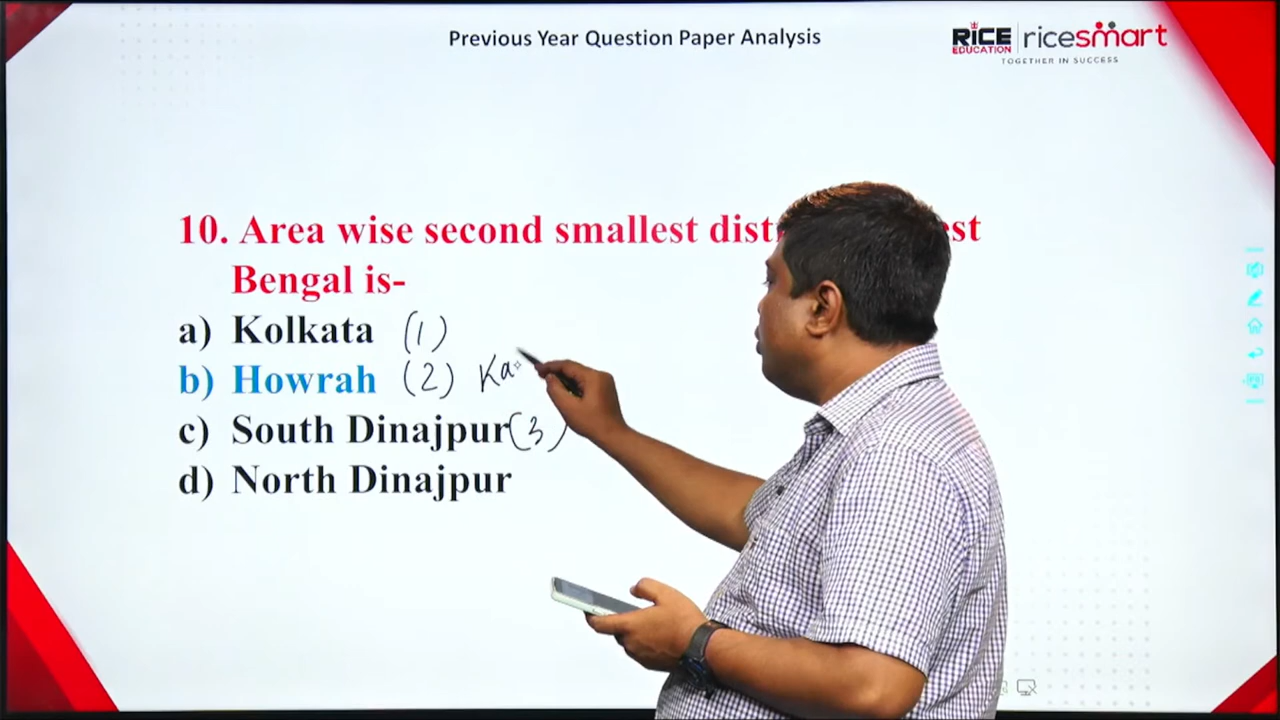 Previous Year Question Paper Analysis
RICE EDUCATION ricesmart
TOGETHER IN SUCCESS
10. Area wise second smallest
Bengal is-
a) Kolkata (1)
b) Howrah (2) Ka
c) South Dinajpur (3)
d) North Dinajpur